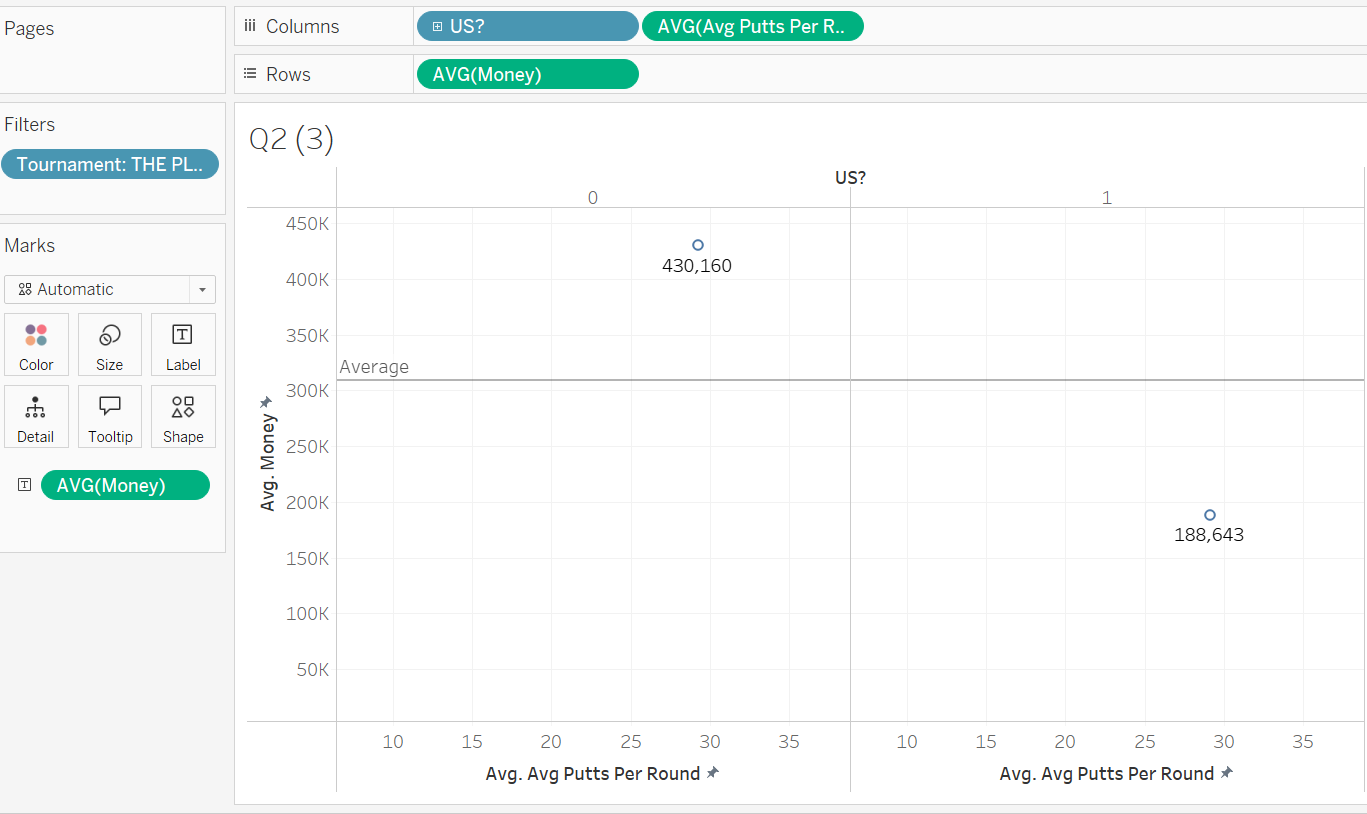 Pages
Columns
US?
AVG(Avg Putts Per R..
Rows
AVG(Money)
Filters
Tournament: THE PL..
Marks
Automatic
Color
Size
Label
Detail
Tooltip
Shape
AVG(Money)
Q2 (3)
US?
0
1
450K
400K
350K
300K
250K
200K
150K
100K
50K
Avg. Money
Average
430,160
188,643
10 15 20 25 30 35
10 15 20 25 30 35
Avg. Avg Putts Per Round
Avg. Avg Putts Per Round